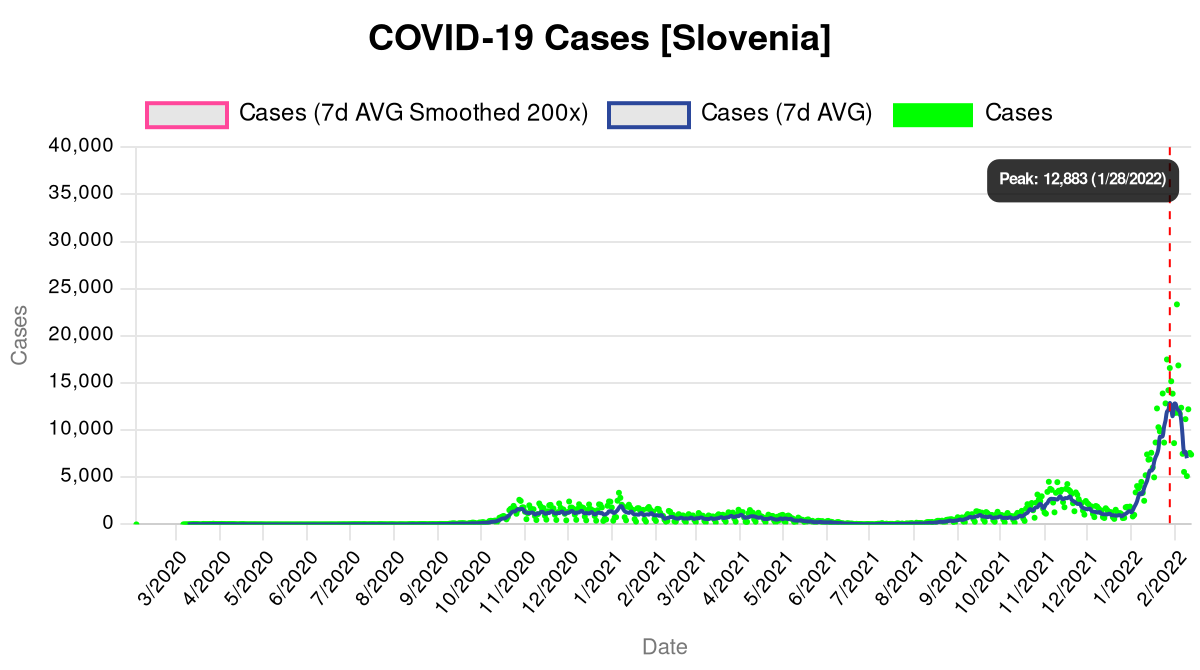 COVID-19 Cases [Slovenia]
Cases (7d AVG Smoothed 200x) Cases (7d AVG) Cases
40,000
Peak: 12,883 (1/28/2022)
35,000
30,000
25,000
20,000
15,000
10,000
5,000
0
Cases
3/2020 4/2020 5/2020 6/2020 7/2020 8/2020 9/2020 10/2020 11/2020 12/2020 1/2021 2/2021 3/2021 4/2021 5/2021 6/2021 7/2021 8/2021 9/2021 10/2021 11/2021 12/2021 1/2022 2/2022
Date